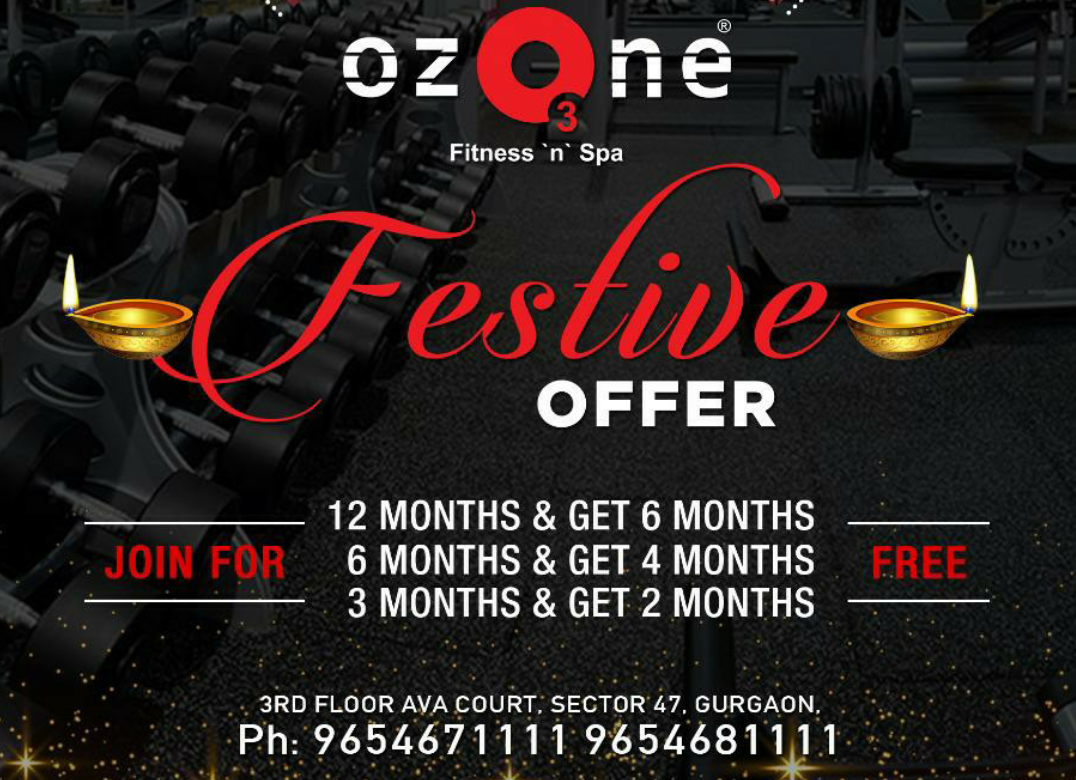 ozone®
3
Fitness `n` Spa
Festive
OFFER
12 MONTHS & GET 6 MONTHS
JOIN FOR 6 MONTHS & GET 4 MONTHS FREE
3 MONTHS & GET 2 MONTHS
3RD FLOOR AVA COURT, SECTOR 47, GURGAON,
Ph: 9654671111 9654681111